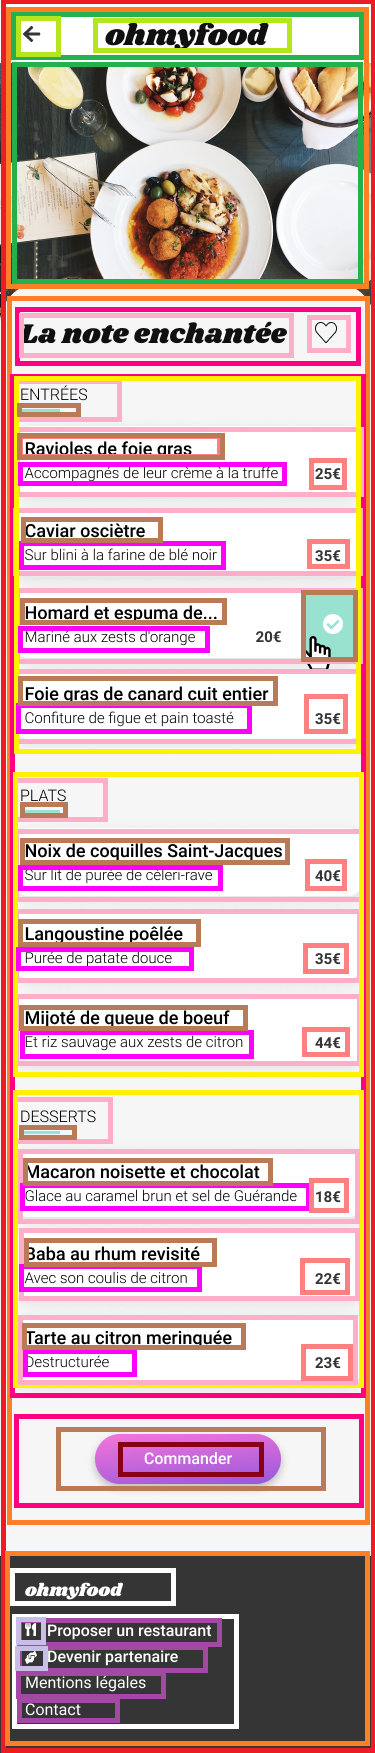 ohmyfood
La note enchantée
ENTRÉES
Ravioles de foie gras
Accompagnés de leur crème à la truffe
25€
Caviar oscïètre
Sur blini à la farine de blé noir
35€
Homard et espuma de...
Mariné aux zests d'orange
20€
Foie gras de canard cuit entier
Confiture de figue et pain toasté
35€
PLATS
Noix de coquilles Saint-Jacques
Sur lit de purée de céleri-rave
40€
Langoustine poêlée
Purée de patate douce
35€
Mijoté de queue de boeuf
Et riz sauvage aux zests de citron
44€
DESSERTS
Macaron noisette et chocolat
Glace au caramel brun et sel de Guérande
18€
Baba au rhum revisité
Avec son coulis de citron
22€
Tarte au citron meringuée
Destructurée
23€
Commander
ohmyfood
Proposer un restaurant
Devenir partenaire
Mentions légales
Contact